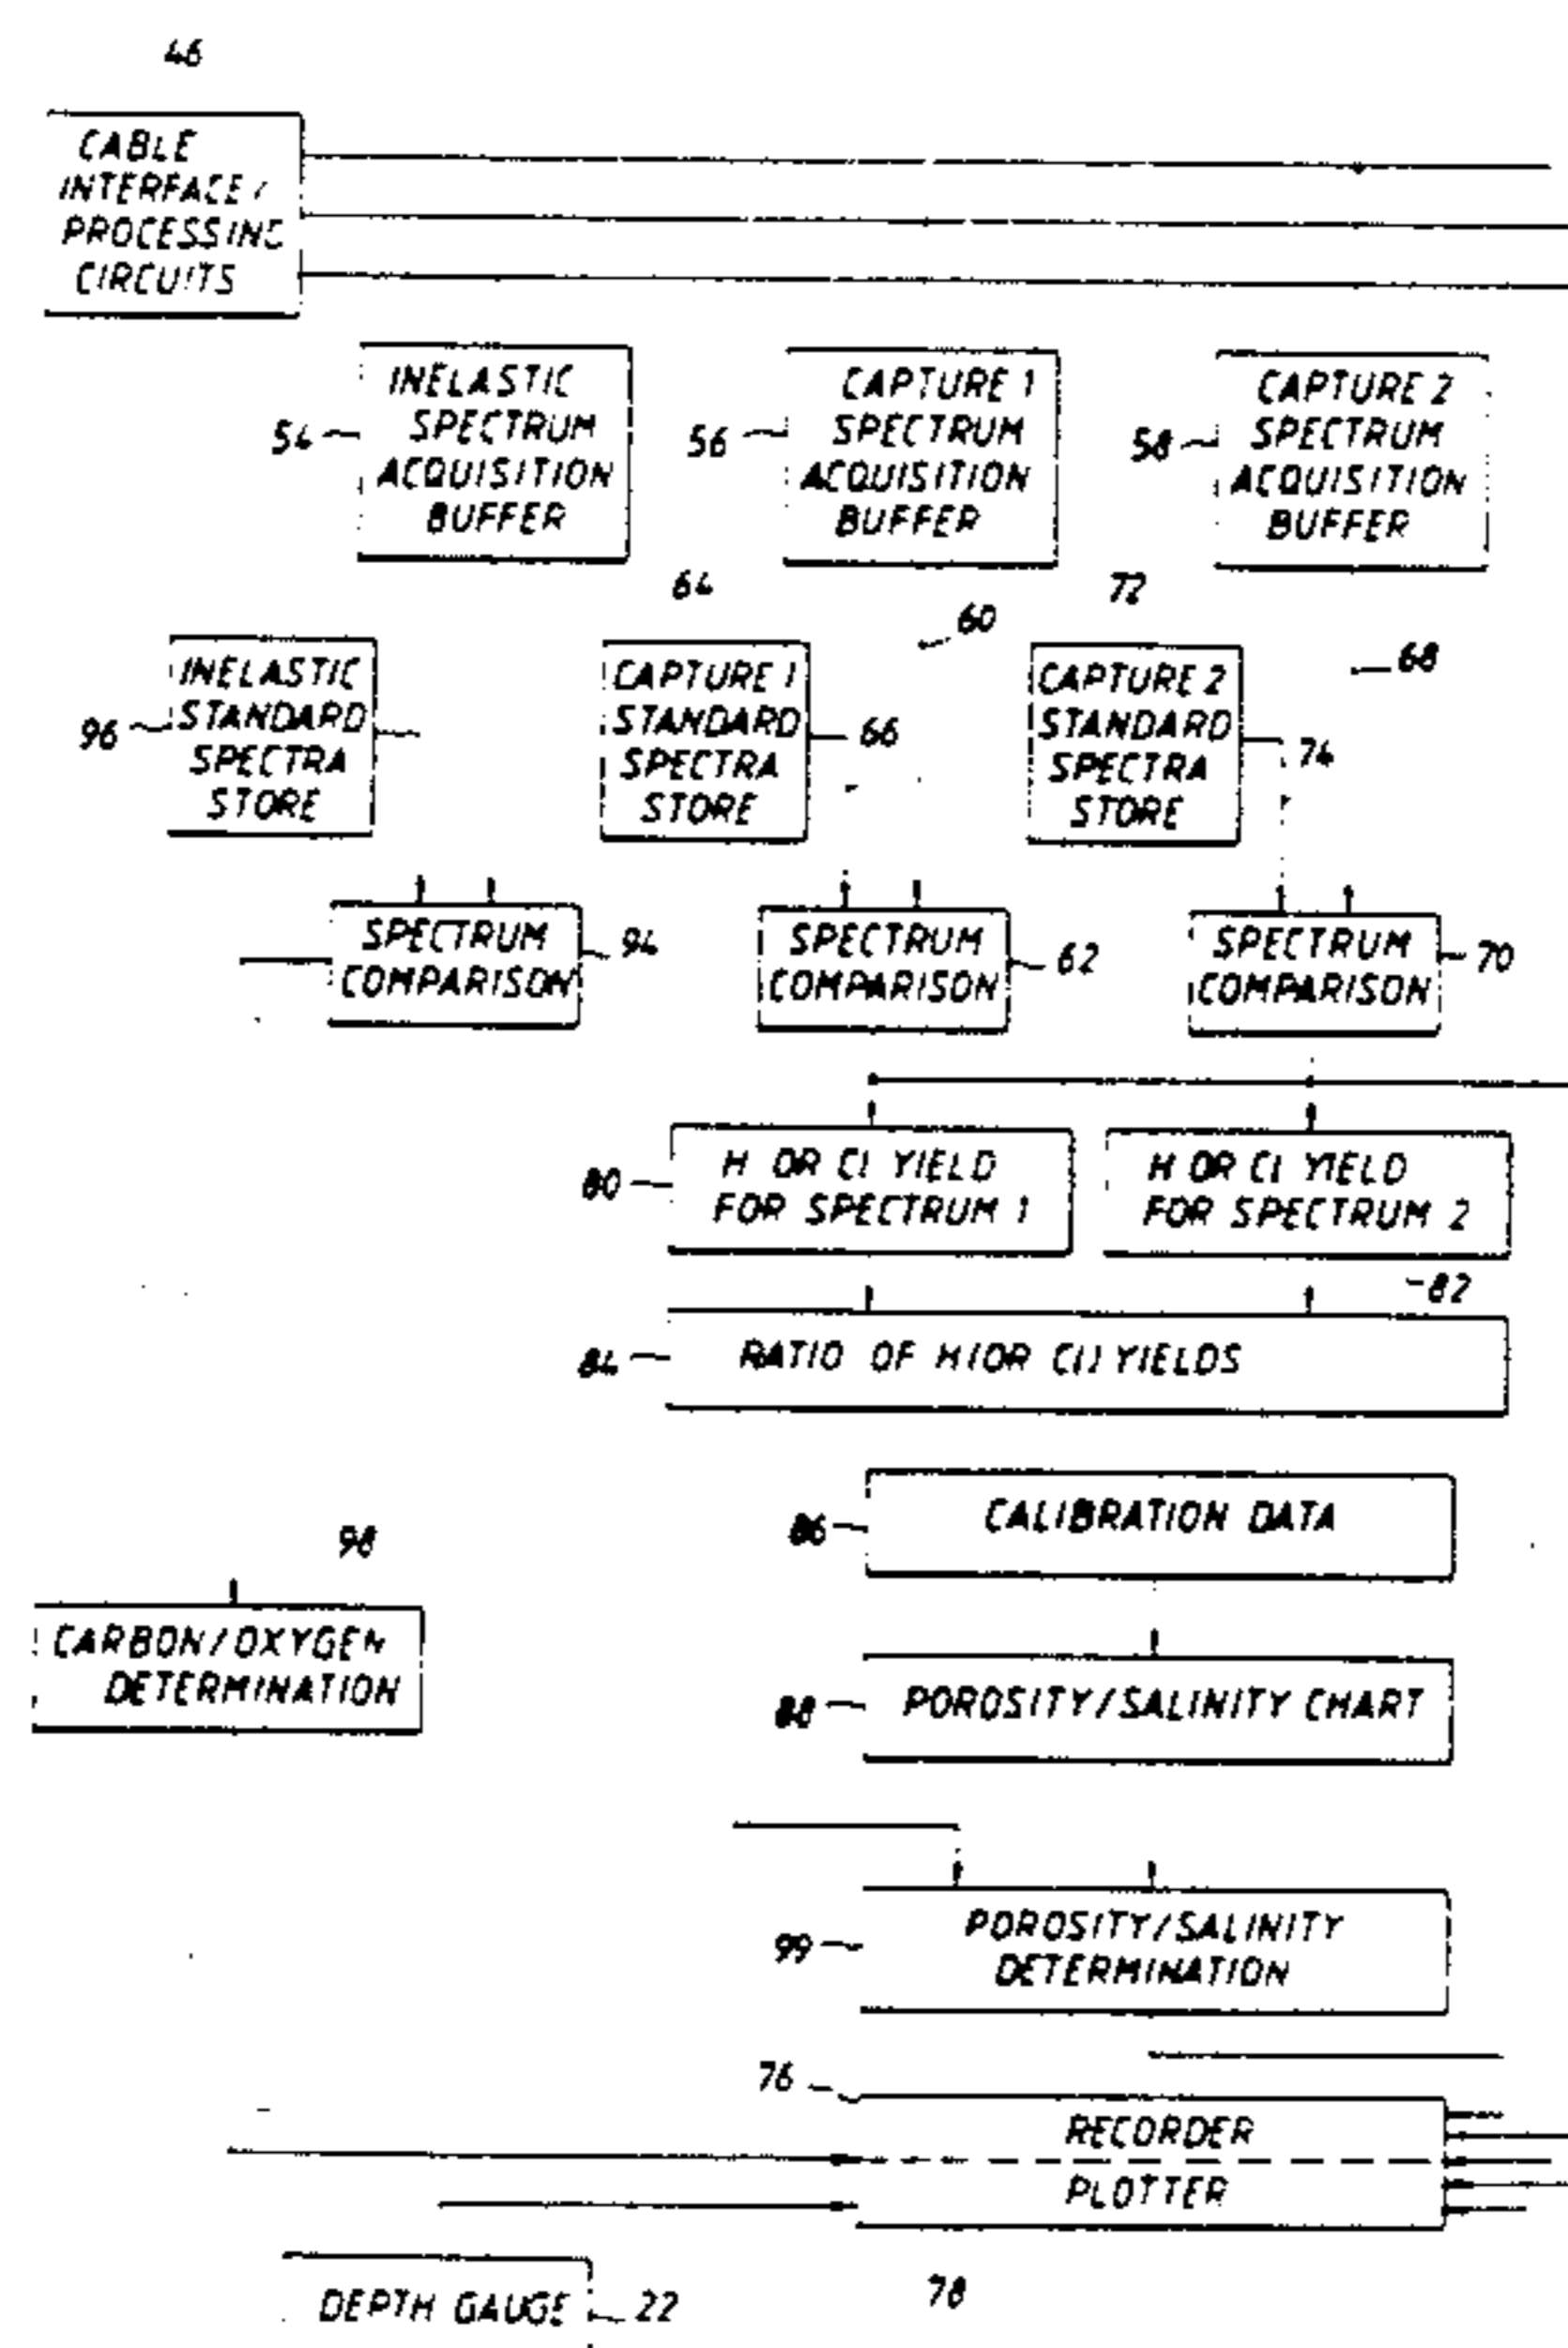 46
CABLE
INTERFACE/
PROCESSING
CIRCUITS
54
INELASTIC
SPECTRUM
ACQUISITION
BUFFER
56
CAPTURE 1
SPECTRUM
ACQUISITION
BUFFER
58
CAPTURE 2
SPECTRUM
ACQUISITION
BUFFER
64
60
72
68
96
INELASTIC
STANDARD
SPECTRA
STORE
CAPTURE 1
STANDARD
SPECTRA
STORE
66
CAPTURE 2
STANDARD
SPECTRA
STORE
74
SPECTRUM
COMPARISON
94
SPECTRUM
COMPARISON
62
SPECTRUM
COMPARISON
70
80
H OR Cl YIELD
FOR SPECTRUM 1
H OR Cl YIELD
FOR SPECTRUM 2
82
84
RATIO OF H(OR Cl) YIELDS
86
CALIBRATION DATA
98
CARBON/OXYGEN
DETERMINATION
88
POROSITY/SALINITY CHART
99
POROSITY/SALINITY
DETERMINATION
76
RECORDER
PLOTTER
78
DEPTH GAUGE
22